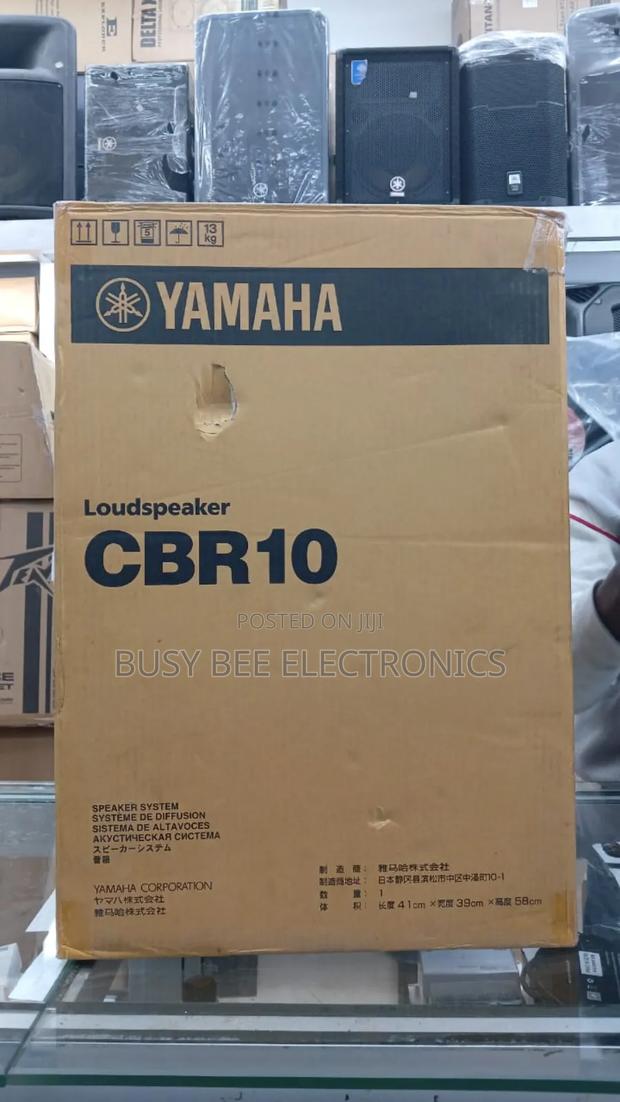 DELTA
13
kg
5
YAMAHA
Loudspeaker
CBR10
POSTED ON JIJI
BUSY BEE ELECTRONICS
SPEAKER SYSTEM
SYSTÈME DE DIFFUSION
SISTEMA DE ALTAVOCES
АКУСТИЧЕСКАЯ СИСТЕМА
スピーカーシステム
音箱
YAMAHA CORPORATION
ヤマハ株式会社
雅马哈株式会社
制 造 商： 雅马哈株式会社
制造商地址： 日本静冈县滨松市中区中泽町10-1
数 量： 1
体 积： 长度 41cm ×宽度 39cm ×高度 58cm